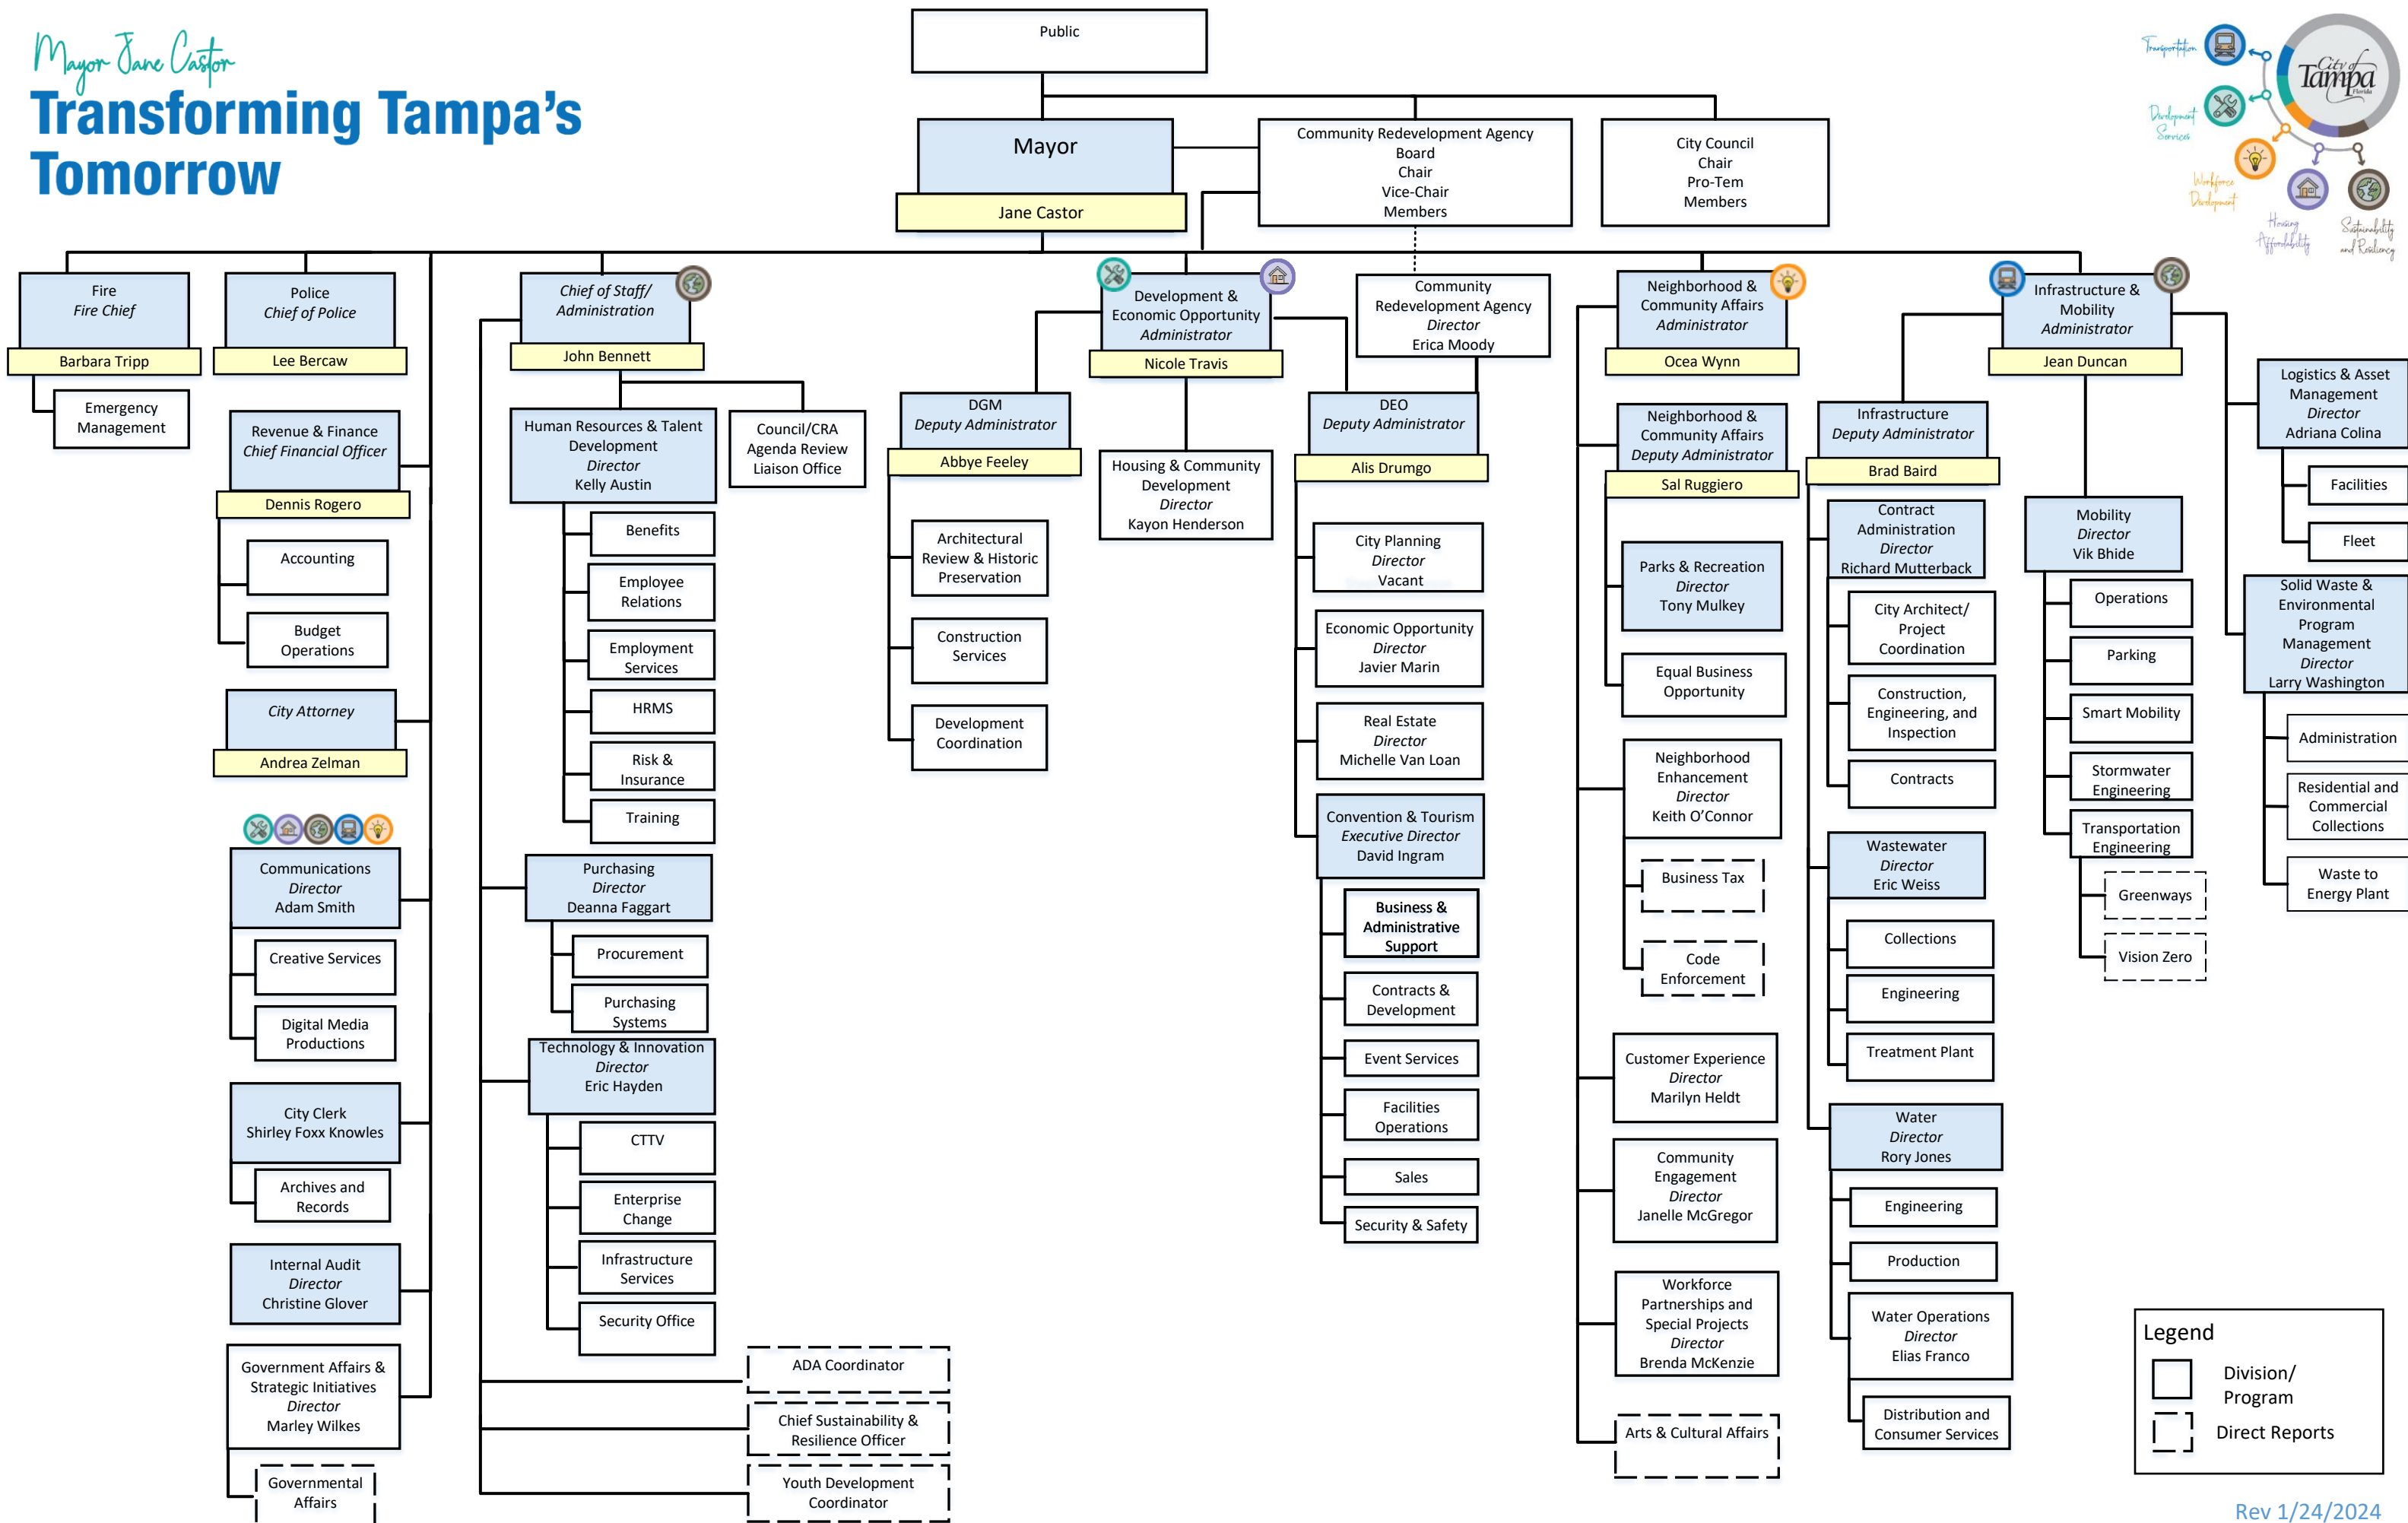 Mayor Jane Castor
Transforming Tampa's
Tomorrow
Public
Mayor
Jane Castor
Community Redevelopment Agency
Board
Chair
Vice-Chair
Members
City Council
Chair
Pro-Tem
Members
Transportation
Development
Services
Workforce
Development
Housing
Affordability
Sustainability
and Resiliency
City of
Tampa
Florida
Fire
Fire Chief
Barbara Tripp
Emergency
Management
Police
Chief of Police
Lee Bercaw
Revenue & Finance
Chief Financial Officer
Dennis Rogero
Accounting
Budget
Operations
City Attorney
Andrea Zelman
Communications
Director
Adam Smith
Creative Services
Digital Media
Productions
City Clerk
Shirley Foxx Knowles
Archives and
Records
Internal Audit
Director
Christine Glover
Government Affairs &
Strategic Initiatives
Director
Marley Wilkes
Governmental
Affairs
Chief of Staff/
Administration
John Bennett
Human Resources & Talent
Development
Director
Kelly Austin
Council/CRA
Agenda Review
Liaison Office
Benefits
Employee
Relations
Employment
Services
HRMS
Risk &
Insurance
Training
Purchasing
Director
Deanna Faggart
Procurement
Purchasing
Systems
Technology & Innovation
Director
Eric Hayden
CTTV
Enterprise
Change
Infrastructure
Services
Security Office
ADA Coordinator
Chief Sustainability &
Resilience Officer
Youth Development
Coordinator
Development &
Economic Opportunity
Administrator
Nicole Travis
DGM
Deputy Administrator
Abbye Feeley
Architectural
Review & Historic
Preservation
Construction
Services
Development
Coordination
Housing & Community
Development
Director
Kayon Henderson
Community
Redevelopment Agency
Director
Erica Moody
DEO
Deputy Administrator
Alis Drumgo
City Planning
Director
Vacant
Economic Opportunity
Director
Javier Marin
Real Estate
Director
Michelle Van Loan
Convention & Tourism
Executive Director
David Ingram
Business &
Administrative
Support
Contracts &
Development
Event Services
Facilities
Operations
Sales
Security & Safety
Neighborhood &
Community Affairs
Administrator
Ocea Wynn
Neighborhood &
Community Affairs
Deputy Administrator
Sal Ruggiero
Parks & Recreation
Director
Tony Mulkey
Equal Business
Opportunity
Neighborhood
Enhancement
Director
Keith O'Connor
Business Tax
Code
Enforcement
Customer Experience
Director
Marilyn Heldt
Community
Engagement
Director
Janelle McGregor
Workforce
Partnerships and
Special Projects
Director
Brenda McKenzie
Arts & Cultural Affairs
Infrastructure &
Mobility
Administrator
Jean Duncan
Infrastructure
Deputy Administrator
Brad Baird
Contract
Administration
Director
Richard Mutterback
City Architect/
Project
Coordination
Construction,
Engineering, and
Inspection
Contracts
Wastewater
Director
Eric Weiss
Collections
Engineering
Treatment Plant
Water
Director
Rory Jones
Engineering
Production
Water Operations
Director
Elias Franco
Distribution and
Consumer Services
Mobility
Director
Vik Bhide
Operations
Parking
Smart Mobility
Stormwater
Engineering
Transportation
Engineering
Greenways
Vision Zero
Logistics & Asset
Management
Director
Adriana Colina
Facilities
Fleet
Solid Waste &
Environmental
Program
Management
Director
Larry Washington
Administration
Residential and
Commercial
Collections
Waste to
Energy Plant
Legend
Division/
Program
Direct Reports
Rev 1/24/2024